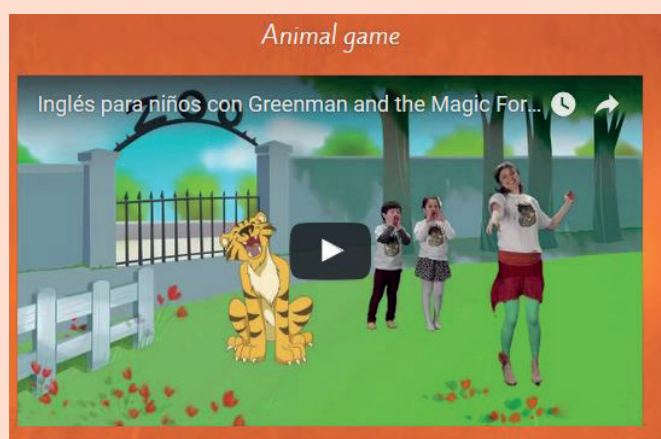 Animal game
Inglés para niños con Greenman and the Magic For...
ZOO